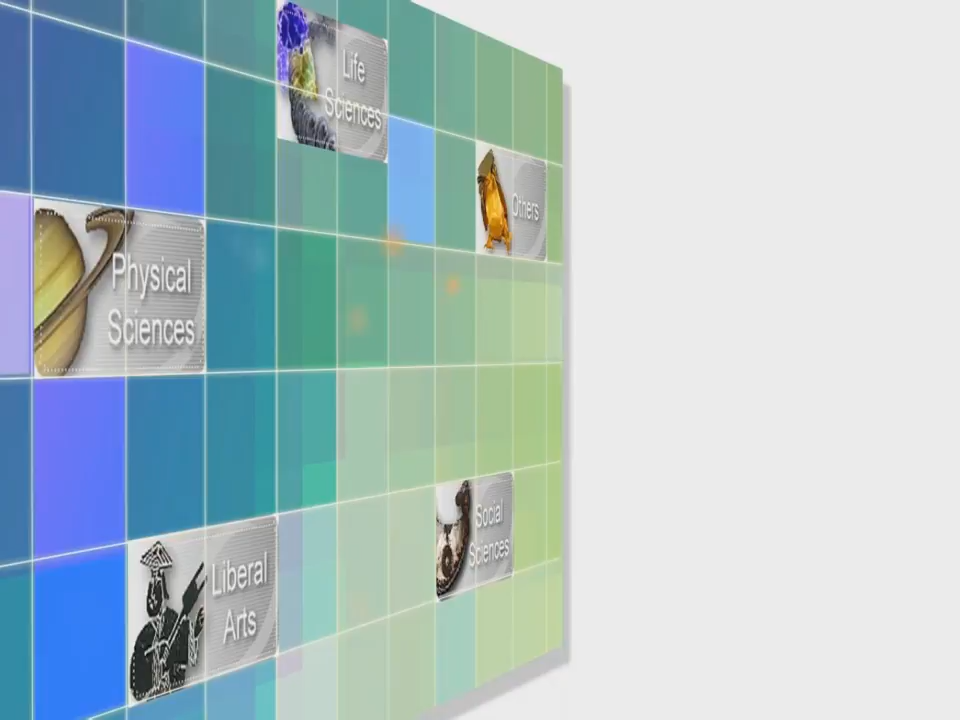 Life
Sciences
Others
Physical
Sciences
Social
Sciences
Liberal
Arts